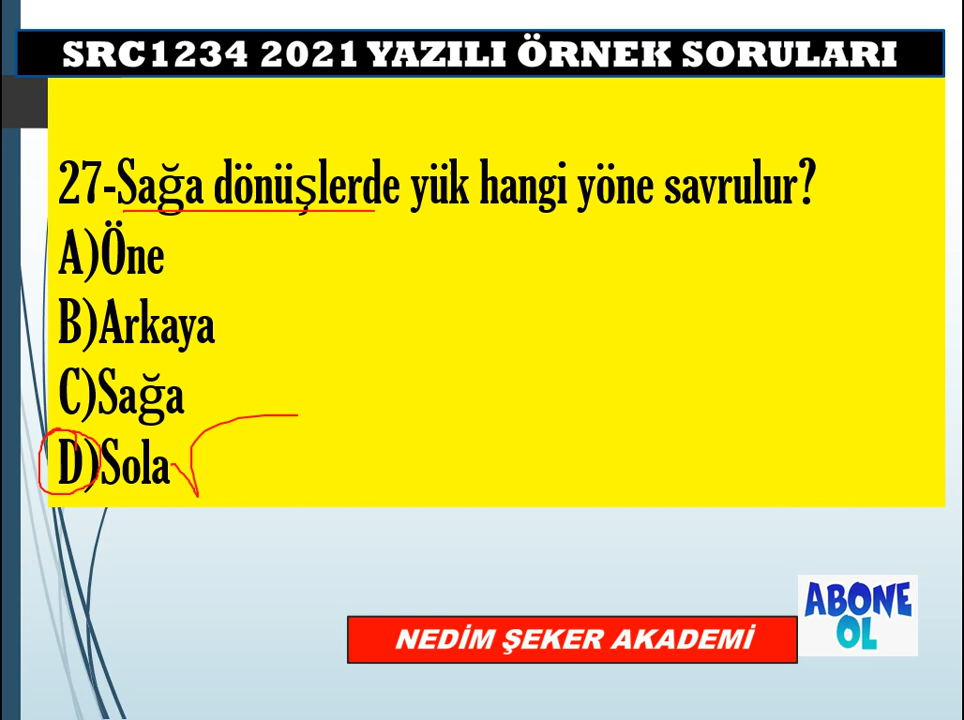 SRC1234 2021 YAZILI ÖRNEK SORULARI
27-Sağa dönüşlerde yük hangi yöne savrulur?
A)Öne
B)Arkaya
C)Sağa
D)Sola
ABONE
OL
NEDİM ŞEKER AKADEMİ